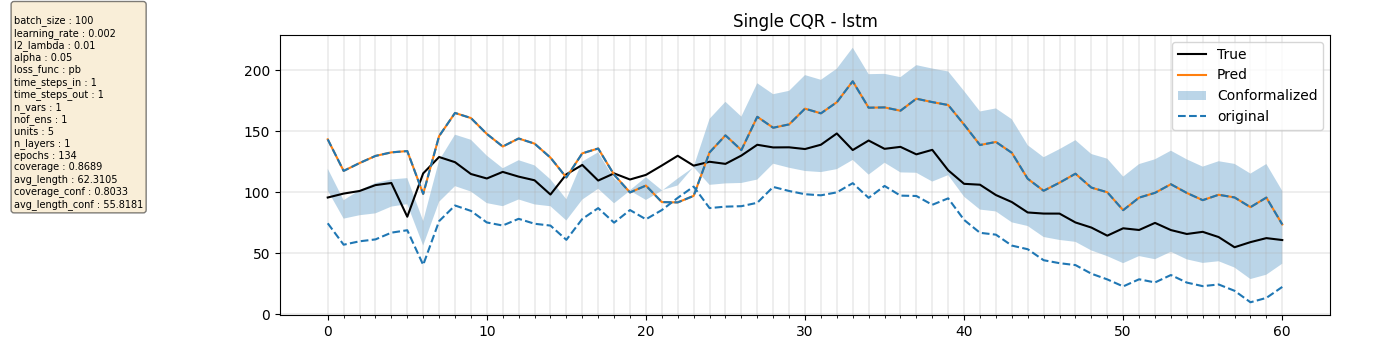 batch_size : 100
learning_rate : 0.002
l2_lambda : 0.01
alpha : 0.05
loss_func : pb
time_steps_in : 1
time_steps_out : 1
n_vars : 1
nof_ens : 1
units : 5
n_layers : 1
epochs : 134
coverage : 0.8689
avg_length : 62.3105
coverage_conf : 0.8033
avg_length_conf : 55.8181
Single CQR - lstm
True
Pred
Conformalized
original
200
150
100
50
0
0 10 20 30 40 50 60